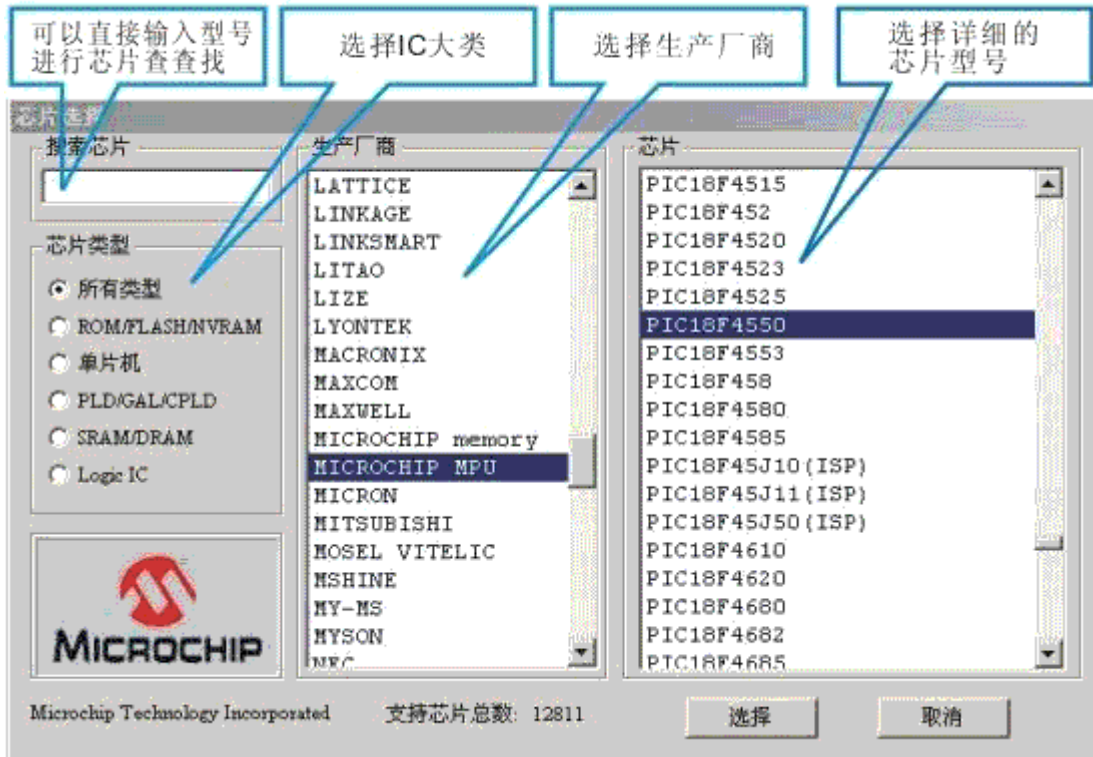 可以直接输入型号
进行芯片查查找
选择IC大类
选择生产厂商
选择详细的
芯片型号
芯片选择
搜索芯片
生产厂商
芯片
LATTICE
LINKAGE
LINKSMART
LITAO
LIZE
LYONTEK
MACRONIX
MAXCOM
MAXWELL
MICROCHIP memory
MICROCHIP MPU
MICRON
MITSUBISHI
MOSEL VITELIC
MSHINE
MY-MS
MYSON
NEC
PIC18F4515
PIC18F452
PIC18F4520
PIC18F4523
PIC18F4525
PIC18F4550
PIC18F4553
PIC18F458
PIC18F4580
PIC18F4585
PIC18F45J10(ISP)
PIC18F45J11(ISP)
PIC18F45J50(ISP)
PIC18F4610
PIC18F4620
PIC18F4680
PIC18F4682
PIC18F4685
芯片类型
所有类型
ROM/FLASH/NVRAM
单片机
PLD/GAL/CPLD
SRAM/DRAM
Logic IC
MICROCHIP
Microchip Technology Incorporated
支持芯片总数: 12811
选择
取消